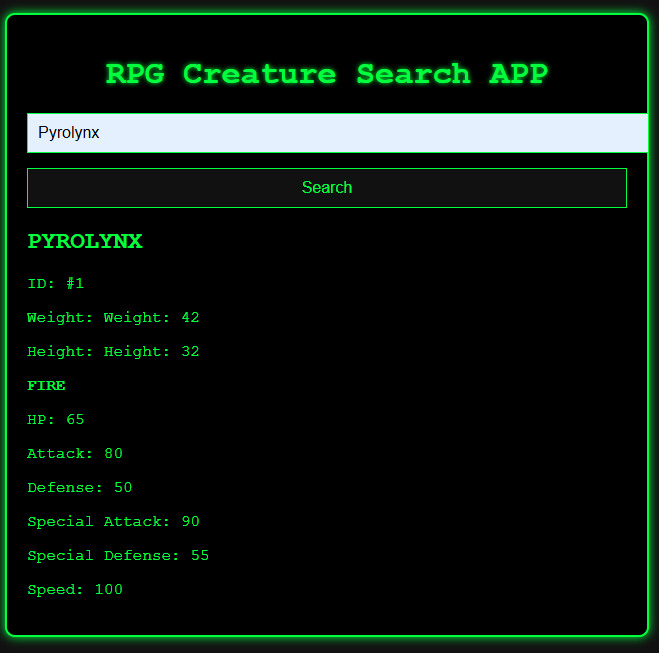 RPG Creature Search APP
Pyrolynx
Search
PYROLYNX
ID: #1
Weight: Weight: 42
Height: Height: 32
FIRE
HP: 65
Attack: 80
Defense: 50
Special Attack: 90
Special Defense: 55
Speed: 100